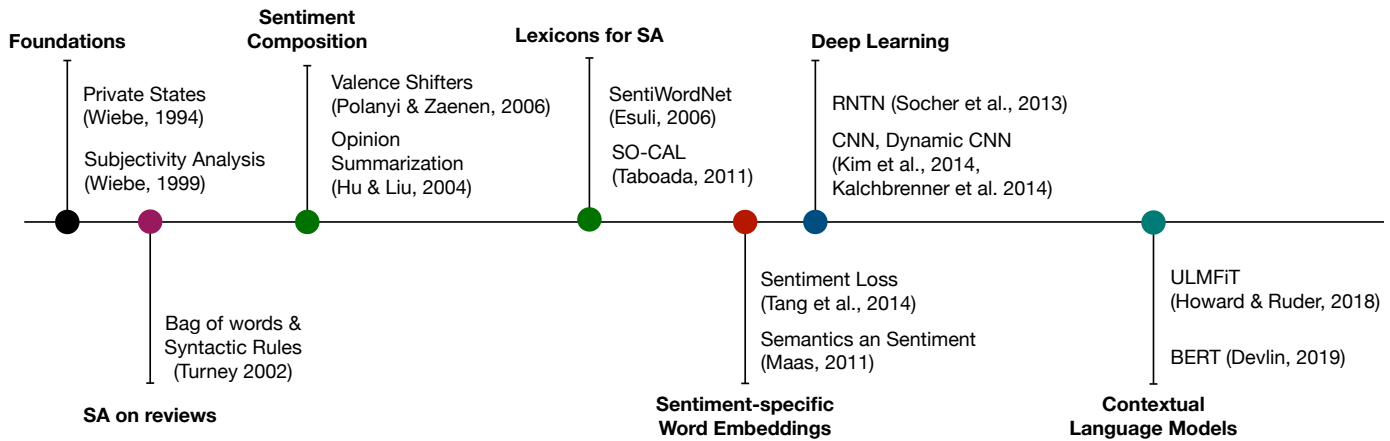 Foundations
Private States
(Wiebe, 1994)
Subjectivity Analysis
(Wiebe, 1999)
Bag of words &
Syntactic Rules
(Turney 2002)
SA on reviews
Sentiment
Composition
Valence Shifters
(Polanyi & Zaenen, 2006)
Opinion
Summarization
(Hu & Liu, 2004)
Lexicons for SA
SentiWordNet
(Esuli, 2006)
SO-CAL
(Taboada, 2011)
Sentiment Loss
(Tang et al., 2014)
Semantics an Sentiment
(Maas, 2011)
Sentiment-specific
Word Embeddings
Deep Learning
RNTN (Socher et al., 2013)
CNN, Dynamic CNN
(Kim et al., 2014,
Kalchbrenner et al. 2014)
ULMFiT
(Howard & Ruder, 2018)
BERT (Devlin, 2019)
Contextual
Language Models